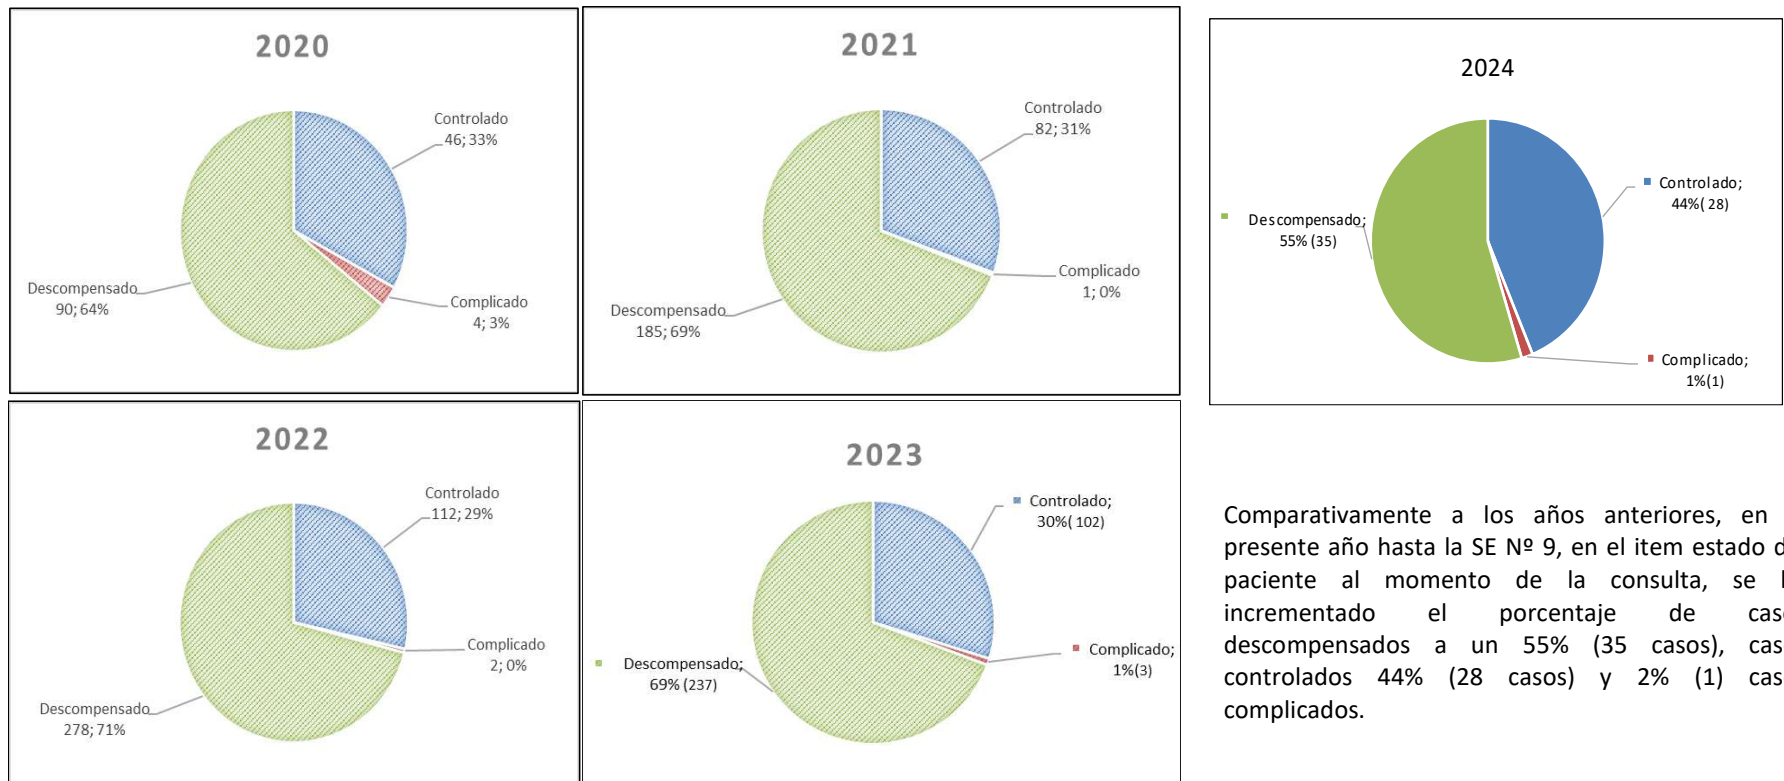 2020
Controlado
46; 33%
Complicado
4; 3%
Descompensado
90; 64%
2021
Controlado
82; 31%
Complicado
1; 0%
Descompensado
185; 69%
2024
Controlado;
44%( 28)
Descompensado;
55% (35)
Complicado;
1%(1)
2022
Controlado
112; 29%
Complicado
2; 0%
Descompensado
278; 71%
2023
Controlado;
30%( 102)
Complicado;
1%(3)
Descompensado;
69% (237)
Comparativamente a los años anteriores, en
presente año hasta la SE Nº 9, en el item estado
paciente al momento de la consulta, se
incrementado el porcentaje de
descompensados a un 55% (35 casos),
controlados 44% (28 casos) y 2% (1)
complicados.